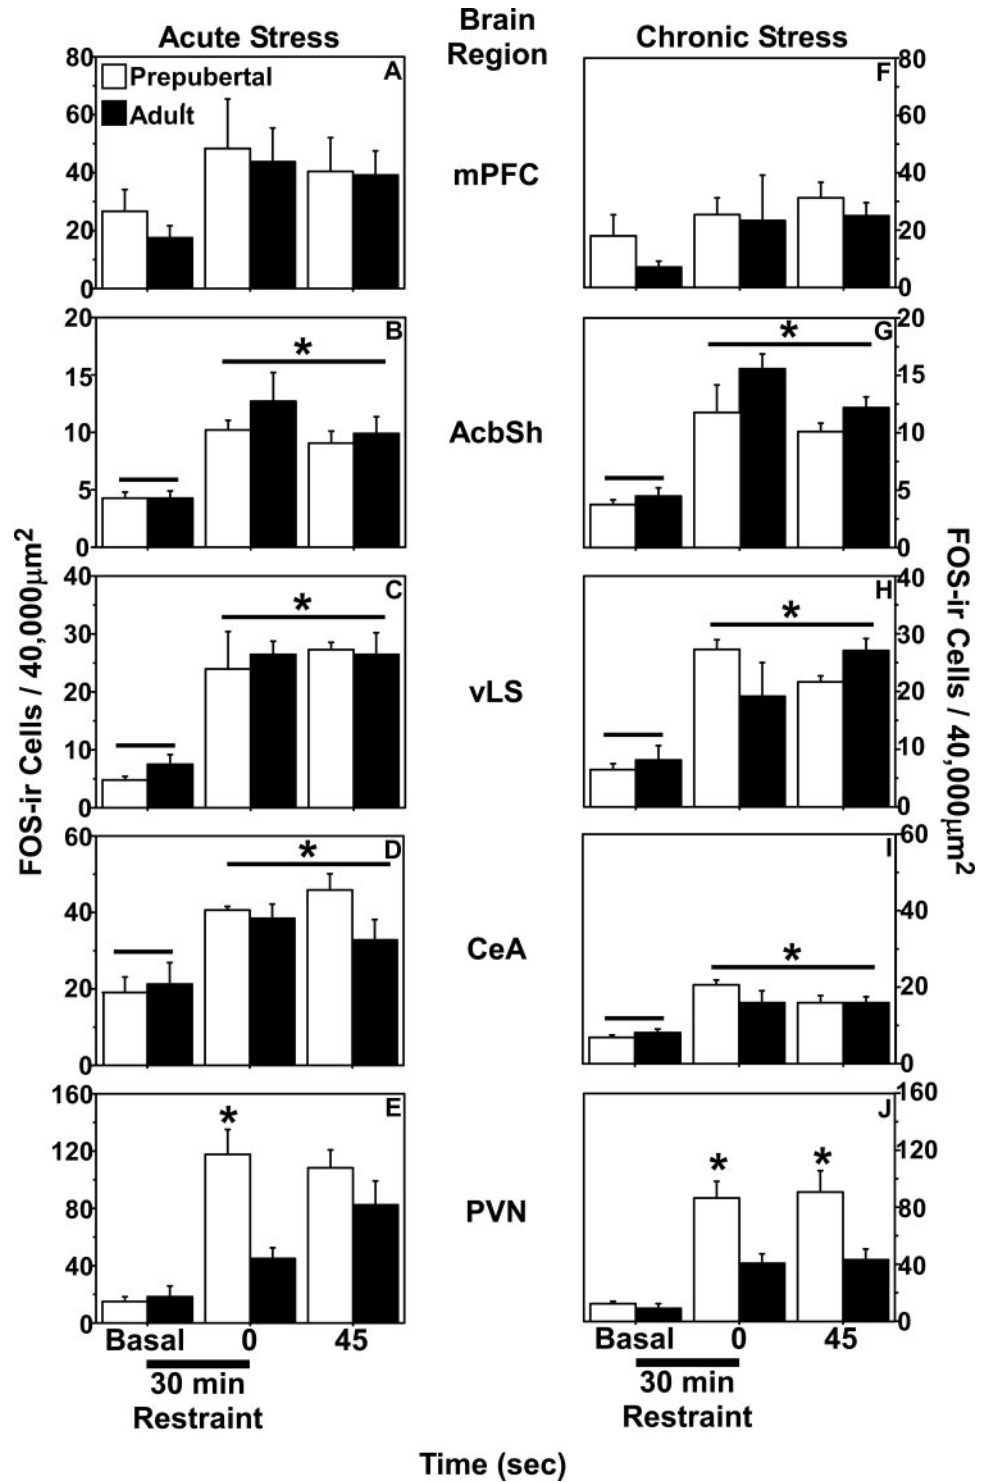 Acute Stress
Brain
Region
Chronic Stress
80
60
40
20
0
Prepubertal
Adult
A
mPFC
F
80
60
40
20
0
20
15
10
5
0
B
*
AcbSh
G
*
20
15
10
5
0
40
30
20
10
0
C
*
vLS
H
*
40
30
20
10
0
60
40
20
0
D
*
CeA
I
*
60
40
20
0
160
120
80
40
0
E
*
PVN
J
*
*
160
120
80
40
0
FOS-ir Cells / 40,000µm²
FOS-ir Cells / 40,000µm²
Basal 0 45
30 min
Restraint
Basal 0 45
30 min
Restraint
Time (sec)